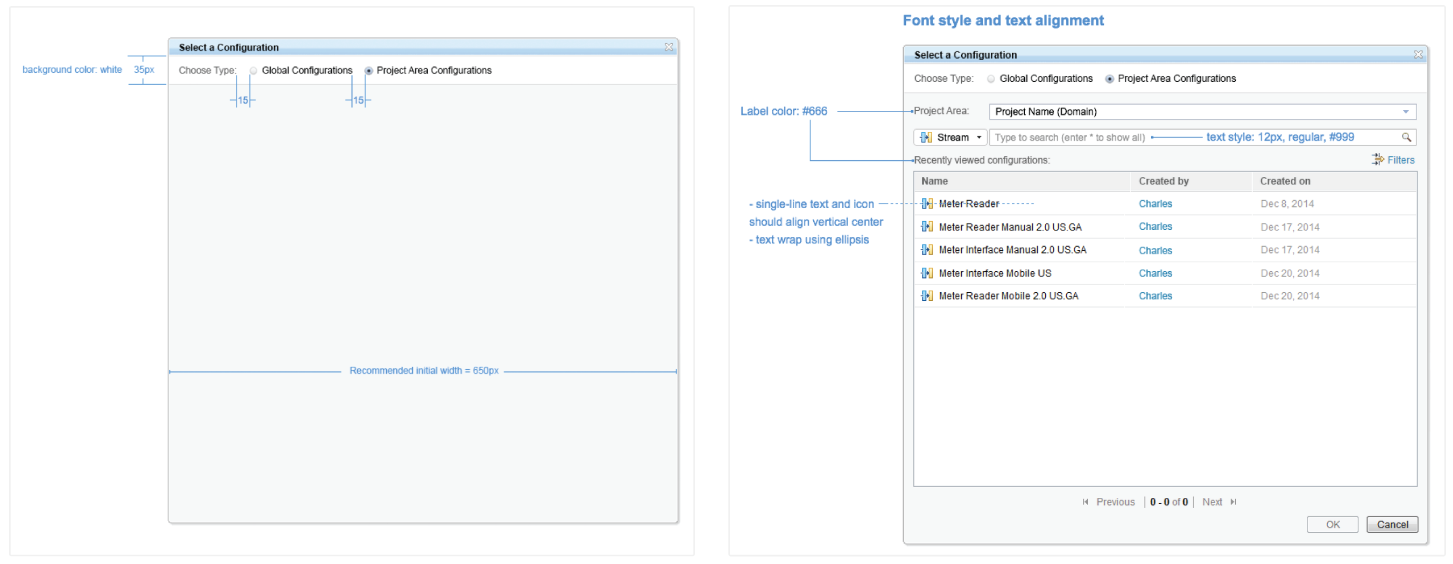 Select a Configuration
background color: white 35px Choose Type: Global Configurations Project Area Configurations
15 15
Recommended initial width = 650px
Font style and text alignment
Select a Configuration
Choose Type: Global Configurations Project Area Configurations
Label color: #666 Project Area: Project Name (Domain)
Stream Type to search (enter * to show all) text style: 12px, regular, #999
Recently viewed configurations: Filters
Name Created by Created on
- single-line text and icon
should align vertical center
- text wrap using ellipsis
Meter Reader Charles Dec 8, 2014
Meter Reader Manual 2.0 US.GA Charles Dec 17, 2014
Meter Interface Manual 2.0 US.GA Charles Dec 17, 2014
Meter Interface Mobile US Charles Dec 20, 2014
Meter Reader Mobile 2.0 US.GA Charles Dec 20, 2014
Previous 0 - 0 of 0 Next
OK Cancel